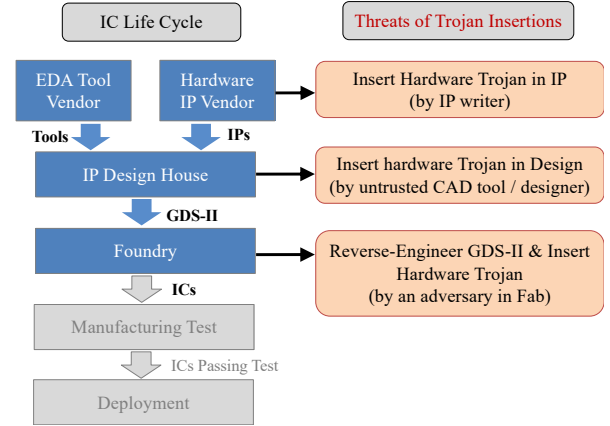 IC Life Cycle
Threats of Trojan Insertions
EDA Tool
Vendor
Hardware
IP Vendor
Insert Hardware Trojan in IP
(by IP writer)
Tools
IPs
IP Design House
Insert hardware Trojan in Design
(by untrusted CAD tool / designer)
GDS-II
Foundry
Reverse-Engineer GDS-II & Insert
Hardware Trojan
(by an adversary in Fab)
ICs
Manufacturing Test
ICs Passing Test
Deployment